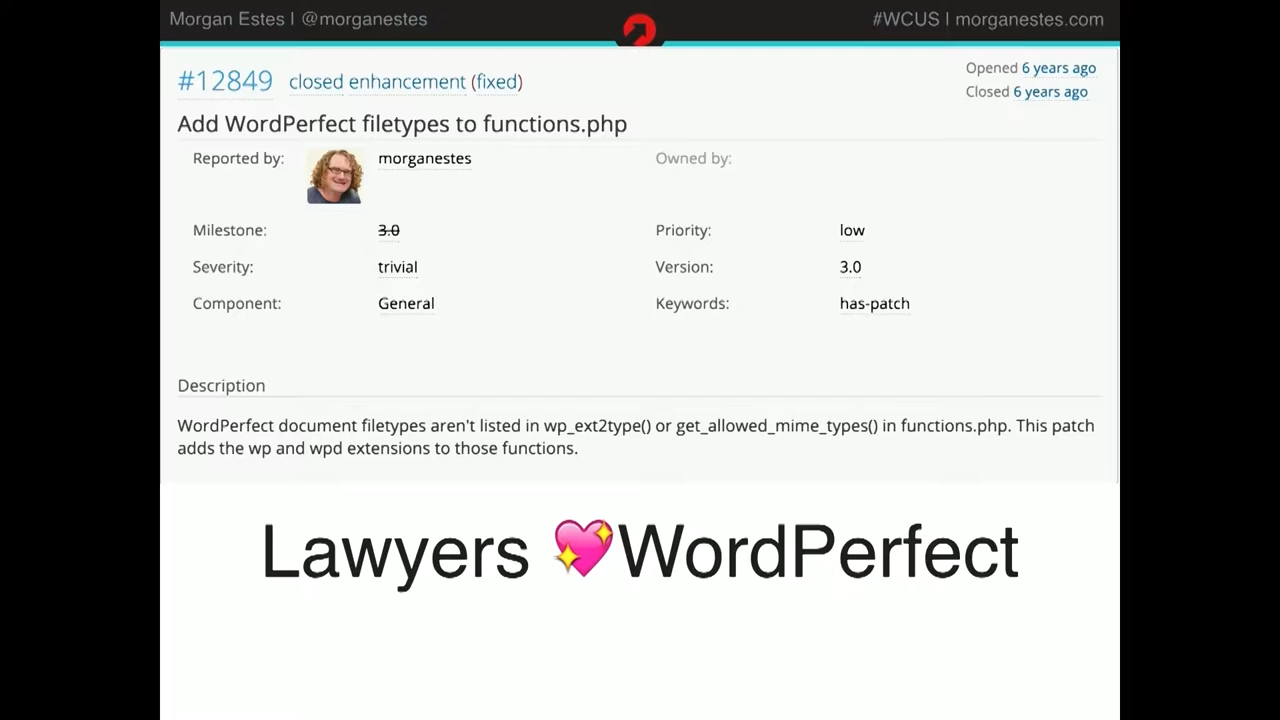 Morgan Estes | @morganestes
#WCUS | morganestes.com
#12849 closed enhancement (fixed)
Opened 6 years ago
Closed 6 years ago
Add WordPerfect filetypes to functions.php
Reported by: morganestes Owned by:
Milestone: 3.0 Priority: low
Severity: trivial Version: 3.0
Component: General Keywords: has-patch
Description
WordPerfect document filetypes aren't listed in wp_ext2type() or get_allowed_mime_types() in functions.php. This patch
adds the wp and wpd extensions to those functions.
Lawyers 💖WordPerfect